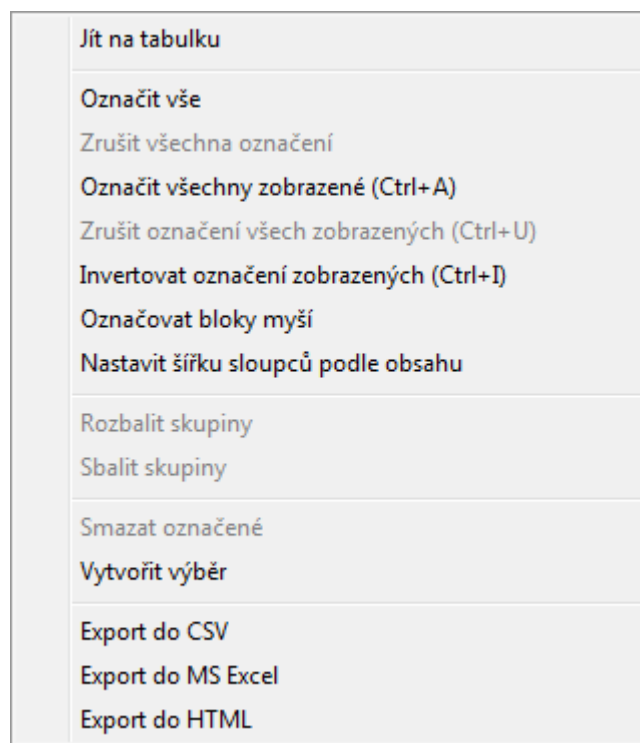 Jít na tabulku
Označit vše
Zrušit všechna označení
Označit všechny zobrazené (Ctrl+A)
Zrušit označení všech zobrazených (Ctrl+U)
Invertovat označení zobrazených (Ctrl+I)
Označovat bloky myší
Nastavit šířku sloupců podle obsahu
Rozbalit skupiny
Sbalit skupiny
Smazat označené
Vytvořit výběr
Export do CSV
Export do MS Excel
Export do HTML